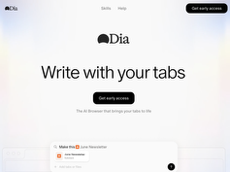 Dia
Skills
Help
Get early access
Dia
Write with your tabs
Get early access
The AI Browser that brings your tabs to life
Make this
June Newsletter